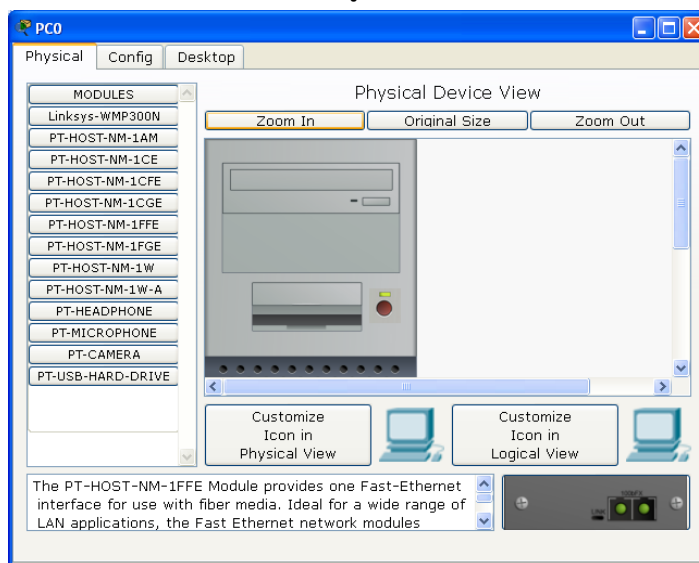 PC0
Physical Config Desktop
MODULES
Linksys-WMP300N
PT-HOST-NM-1AM
PT-HOST-NM-1CE
PT-HOST-NM-1CFE
PT-HOST-NM-1CGE
PT-HOST-NM-1FFE
PT-HOST-NM-1FGE
PT-HOST-NM-1W
PT-HOST-NM-1W-A
PT-HEADPHONE
PT-MICROPHONE
PT-CAMERA
PT-USB-HARD-DRIVE
Physical Device View
Zoom In Original Size Zoom Out
Customize
Icon in
Physical View
Customize
Icon in
Logical View
The PT-HOST-NM-1FFE Module provides one Fast-Ethernet
interface for use with fiber media. Ideal for a wide range of
LAN applications, the Fast Ethernet network modules